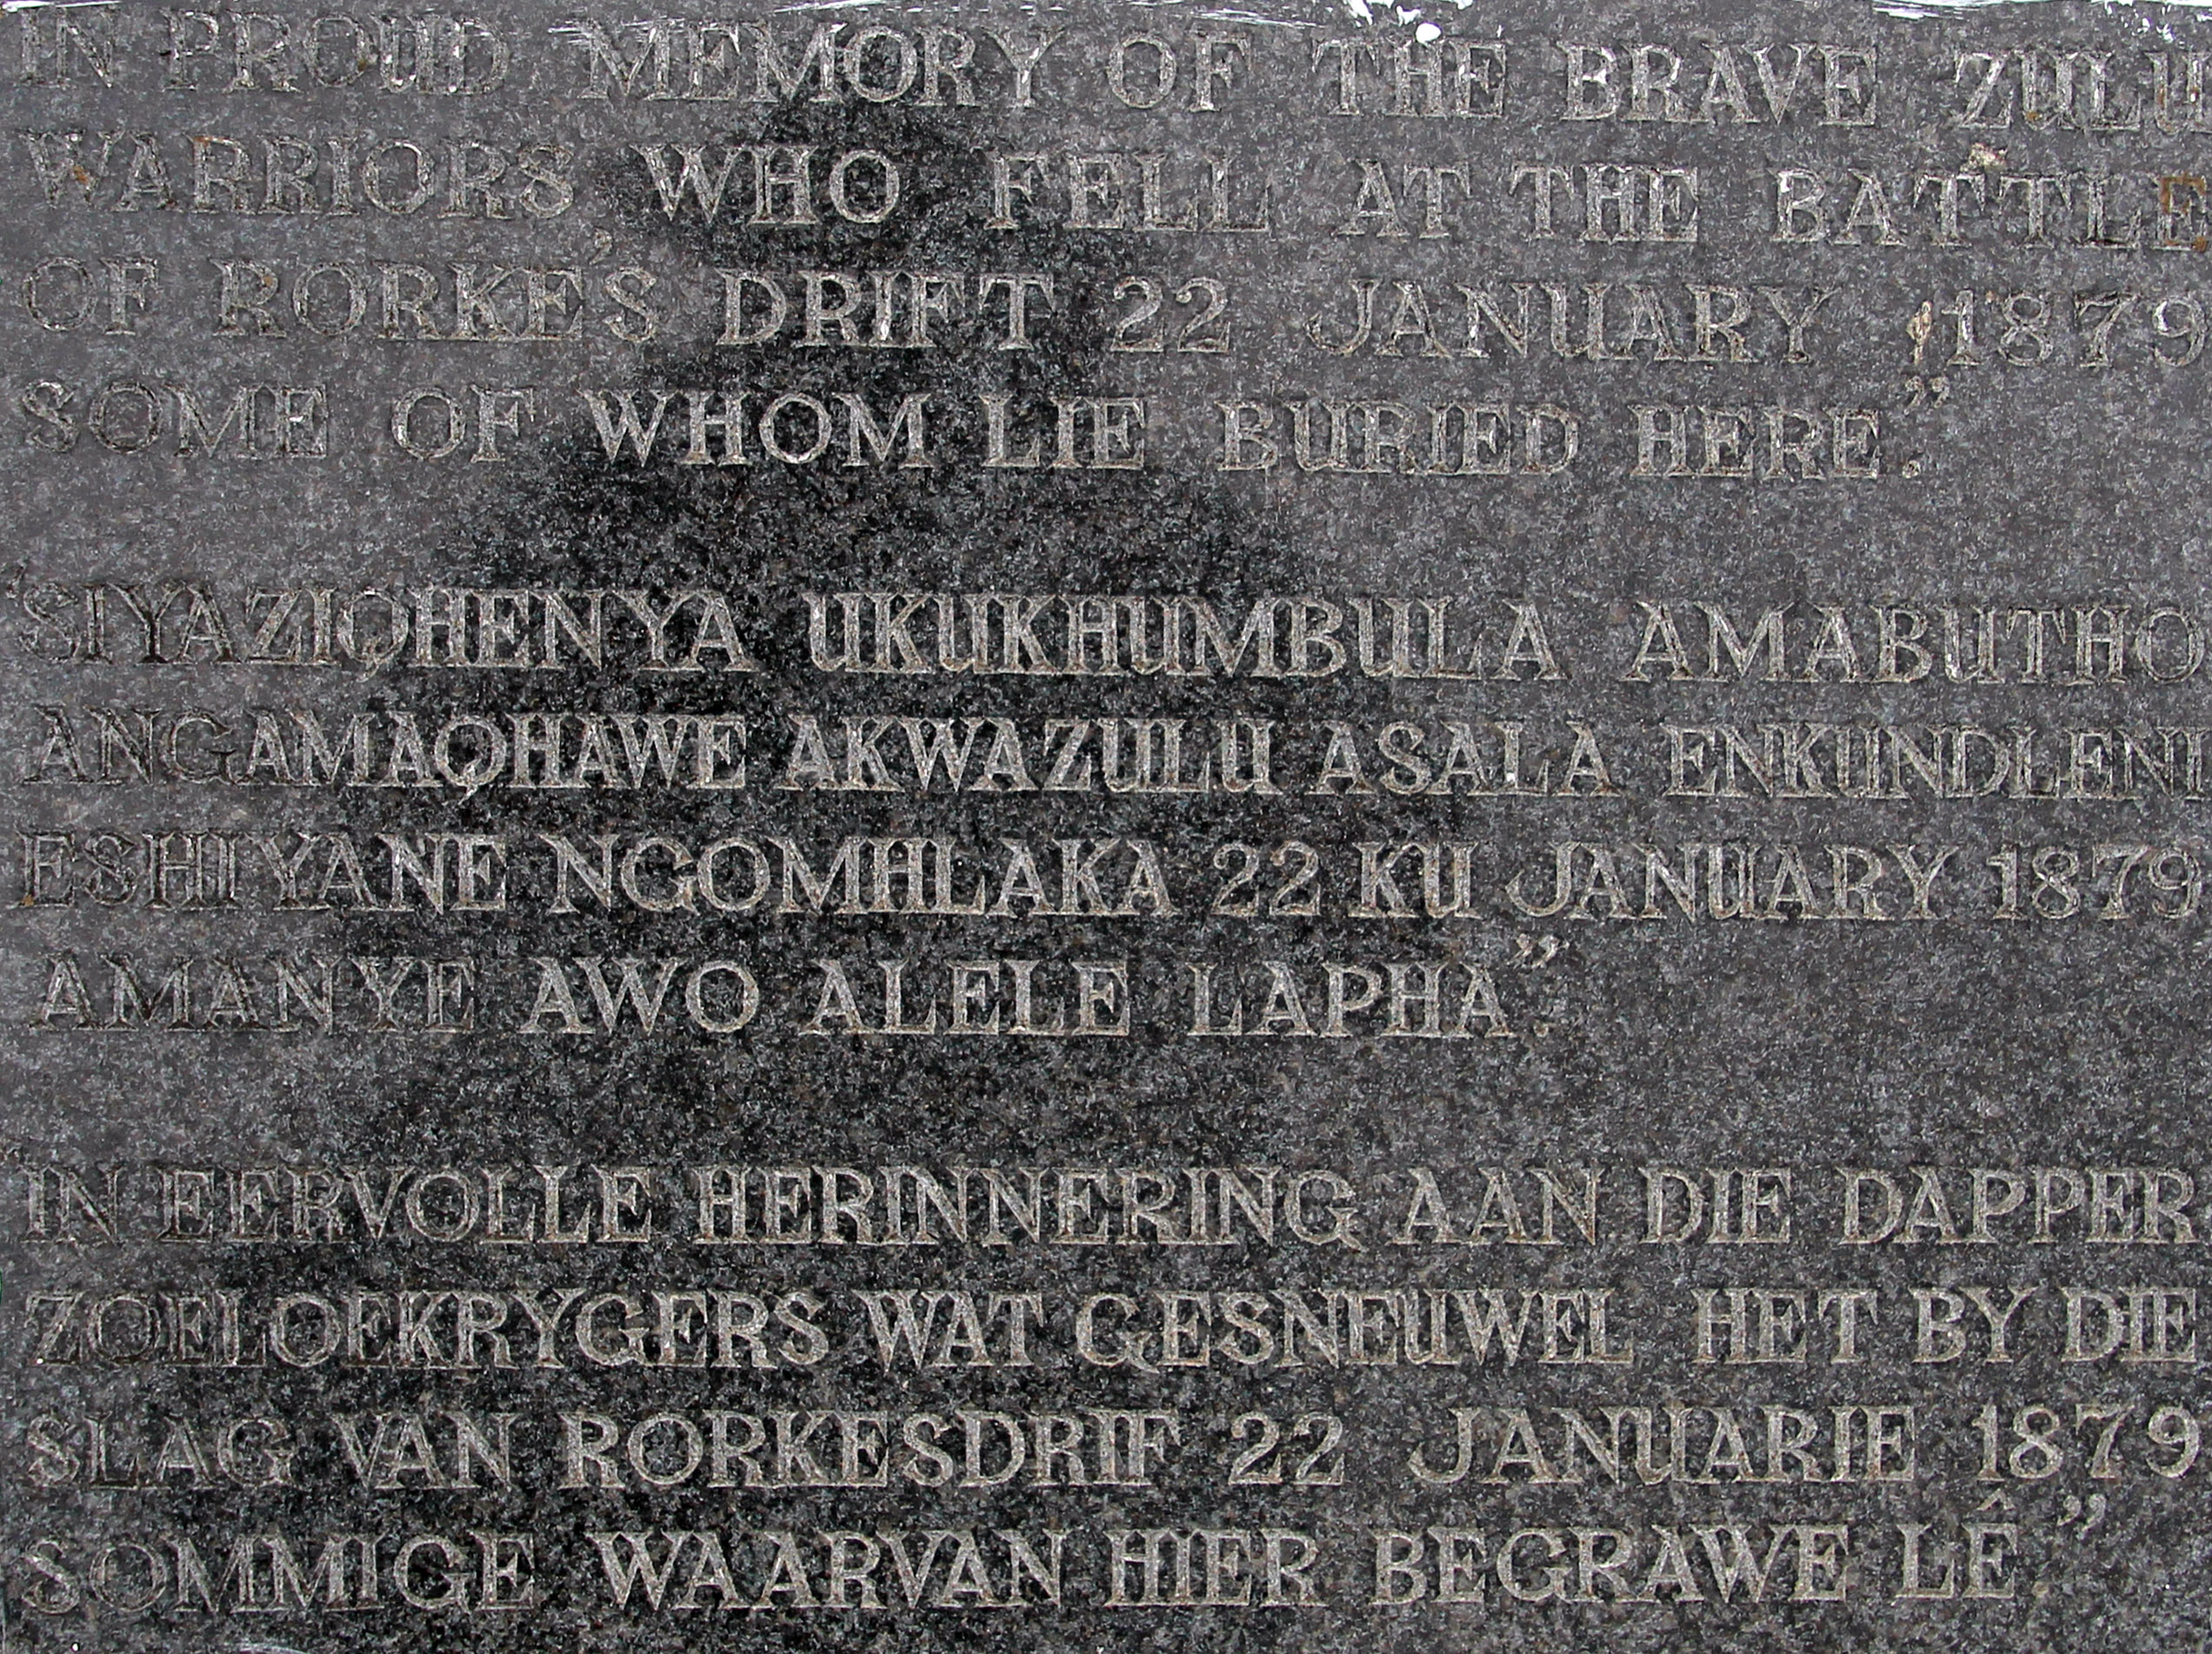 IN PROUD MEMORY OF THE BRAVE ZULU
WARRIORS WHO FELL AT THE BATTLE
OF RORKE'S DRIFT 22 JANUARY 1879
SOME OF WHOM LIE BURIED HERE."
'SIYAZIQHENYA UKUKHUMBULA AMABUTHO
ANGAMAQHAWE AKWAZULU ASALA ENKUNDLENI
ESHIYANE NGOMHLAKA 22 KU JANUARY 1879
AMANYE AWO ALELE LAPHA".
'IN EERVOLLE HERINNERING AAN DIE DAPPER
ZOELOEKRYGERS WAT GESNEUWEL HET BY DIE
SLAG VAN RORKESDRIF 22 JANUARIE 1879
SOMMIGE WAARVAN HIER BEGRAWE LÊ"